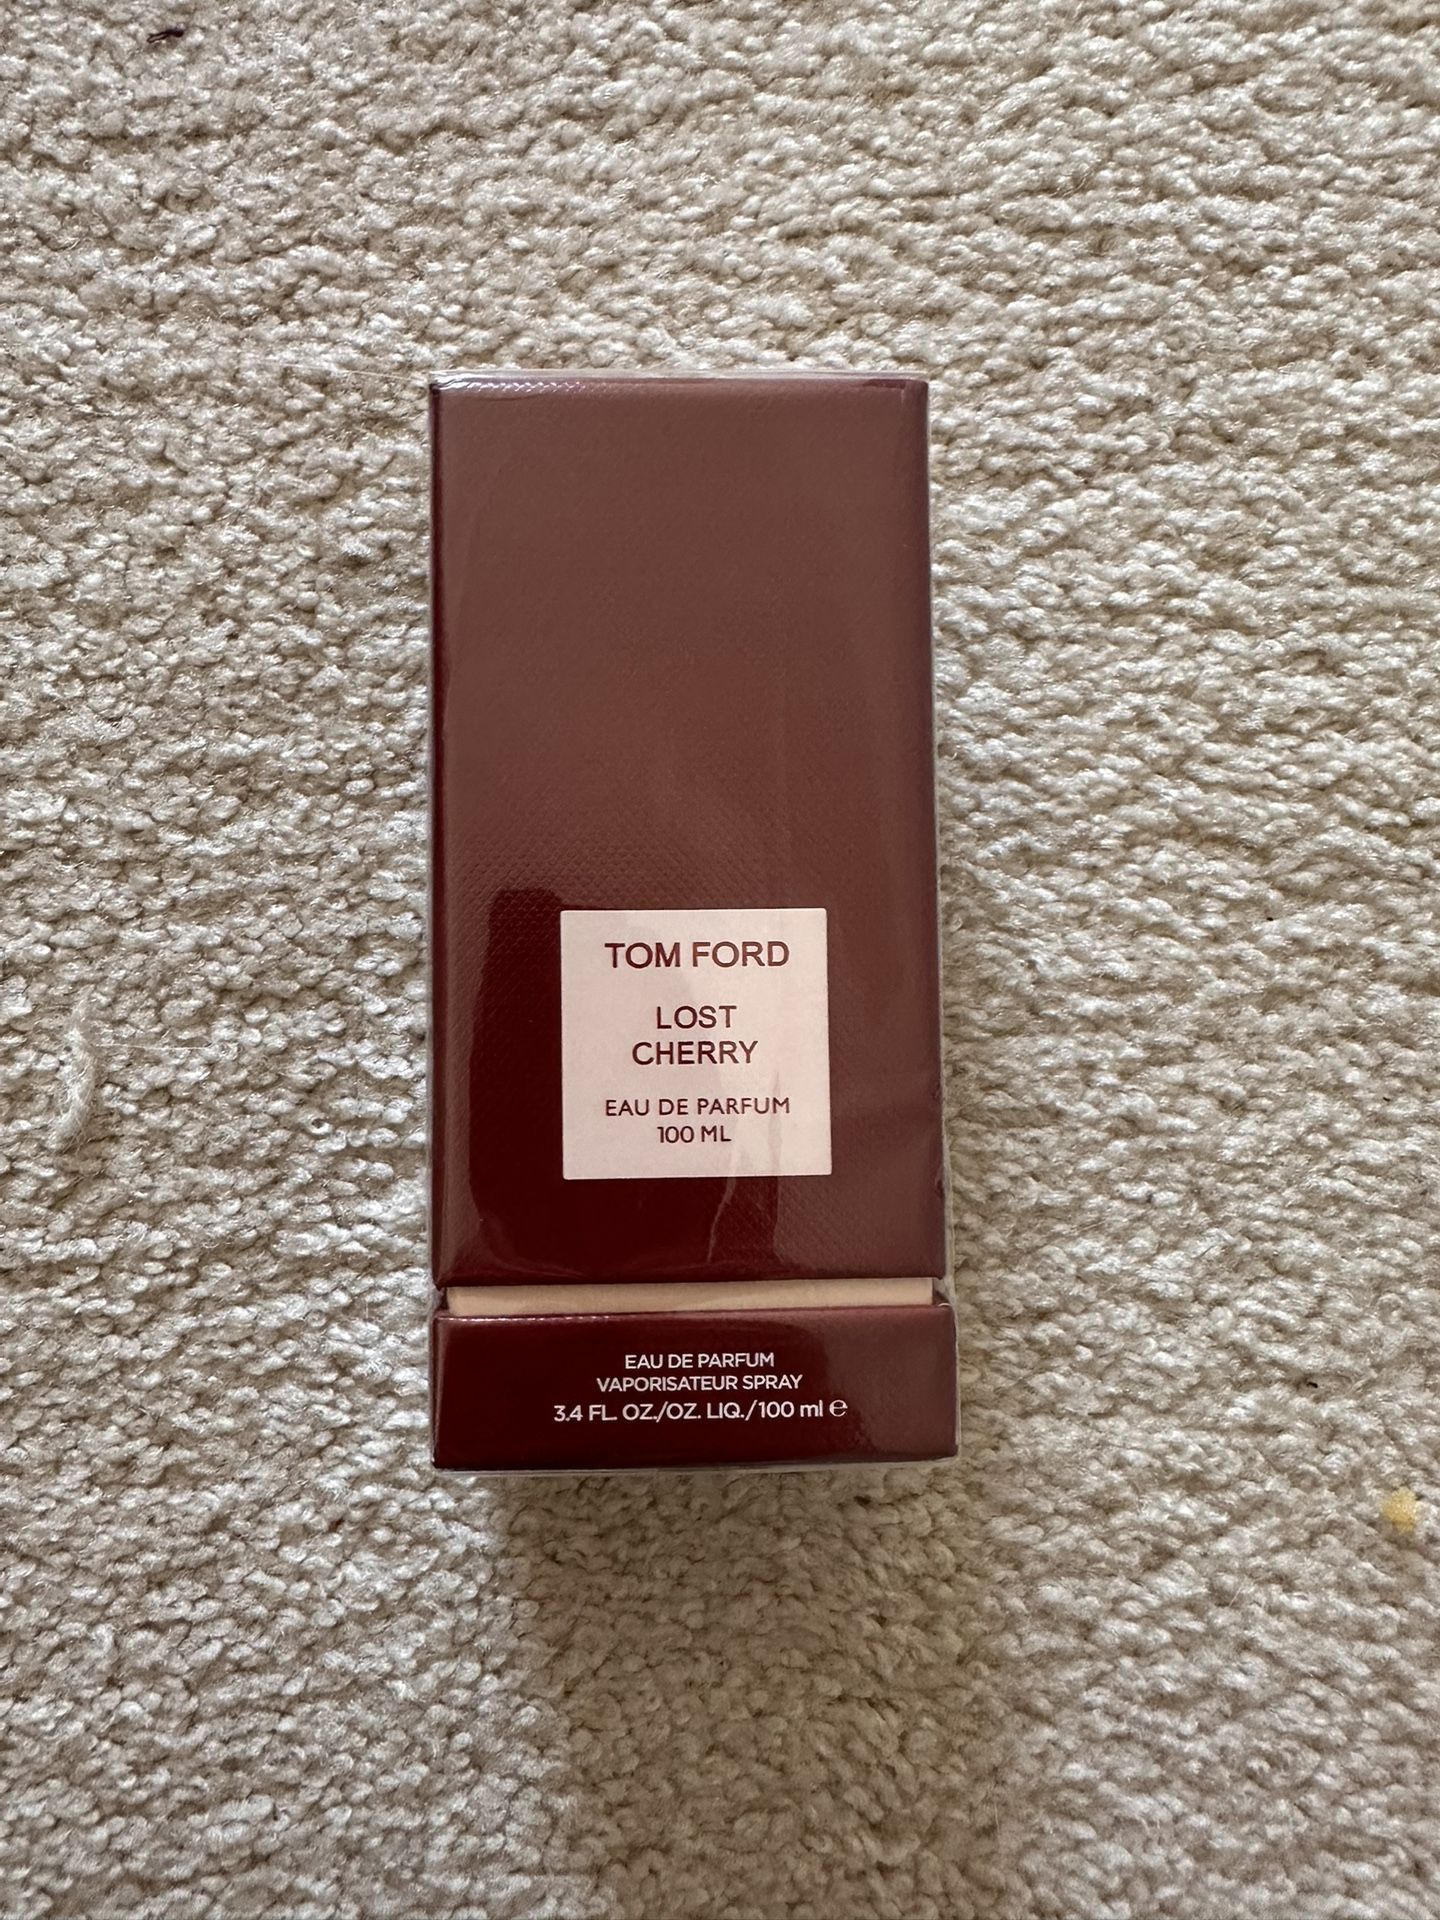 TOM FORD
LOST
CHERRY
EAU DE PARFUM
100 ML
EAU DE PARFUM
VAPORISATEUR SPRAY
3.4 FL. OZ./OZ. LIQ./100 ml ℮